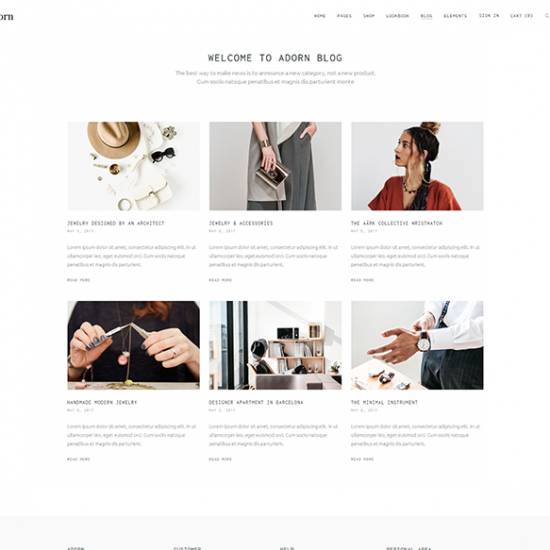 orn
HOME PAGES SHOP LOOKBOOK BLOG ELEMENTS SIGN IN CART (0)
WELCOME TO ADORN BLOG
The best way to make news is to announce a new category, not a new product.
Cum sociis natoque penatibus et magnis dis parturient monte
JEWELRY DESIGNED BY AN ARCHITECT
MAY 5, 2017
Lorem ipsum dolor sit amet, consectetur adipiscing elit. In ut
ullamcorper leo, eget euismod orci. Cum sociis natoque
penatibus et magnis dis parturient.
READ MORE
JEWELRY & ACCESSORIES
MAY 5, 2017
Lorem ipsum dolor sit amet, consectetur adipiscing elit. In ut
ullamcorper leo, eget euismod orci. Cum sociis natoque
penatibus et magnis dis parturient.
READ MORE
THE AÄRK COLLECTIVE WRISTWATCH
MAY 5, 2017
Lorem ipsum dolor sit amet, consectetur adipiscing elit. In ut
ullamcorper leo, eget euismod orci. Cum sociis natoque
penatibus et magnis dis parturient.
READ MORE
HANDMADE MODERN JEWELRY
MAY 5, 2017
Lorem ipsum dolor sit amet, consectetur adipiscing elit. In ut
ullamcorper leo, eget euismod orci. Cum sociis natoque
penatibus et magnis dis parturient.
READ MORE
DESIGNER APARTMENT IN BARCELONA
MAY 5, 2017
Lorem ipsum dolor sit amet, consectetur adipiscing elit. In ut
ullamcorper leo, eget euismod orci. Cum sociis natoque
penatibus et magnis dis parturient.
READ MORE
THE MINIMAL INSTRUMENT
MAY 5, 2017
Lorem ipsum dolor sit amet, consectetur adipiscing elit. In ut
ullamcorper leo, eget euismod orci. Cum sociis natoque
penatibus et magnis dis parturient.
READ MORE
ADORN CUSTOMER HELP PERSONAL AREA